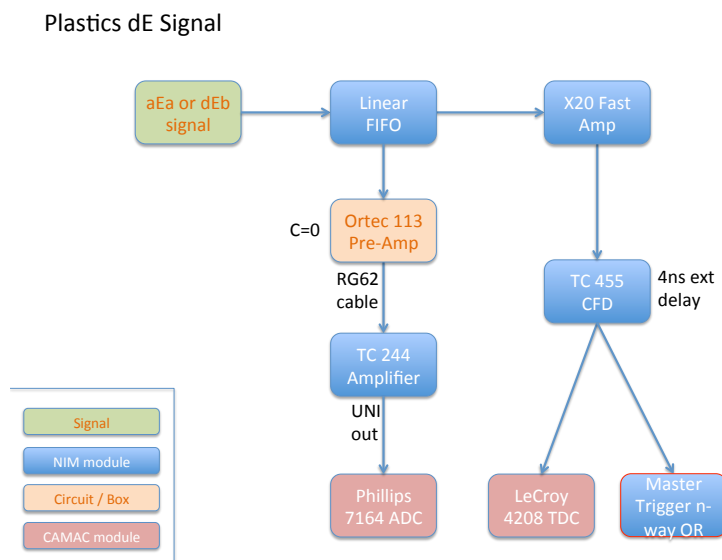 Plastics dE Signal
aEa or dEb
signal
Linear
FIFO
X20 Fast
Amp
C=0
Ortec 113
Pre-Amp
RG62
cable
TC 455
CFD
4ns ext
delay
TC 244
Amplifier
UNI
out
Signal
NIM module
Circuit / Box
CAMAC module
Phillips
7164 ADC
LeCroy
4208 TDC
Master
Trigger n-
way OR